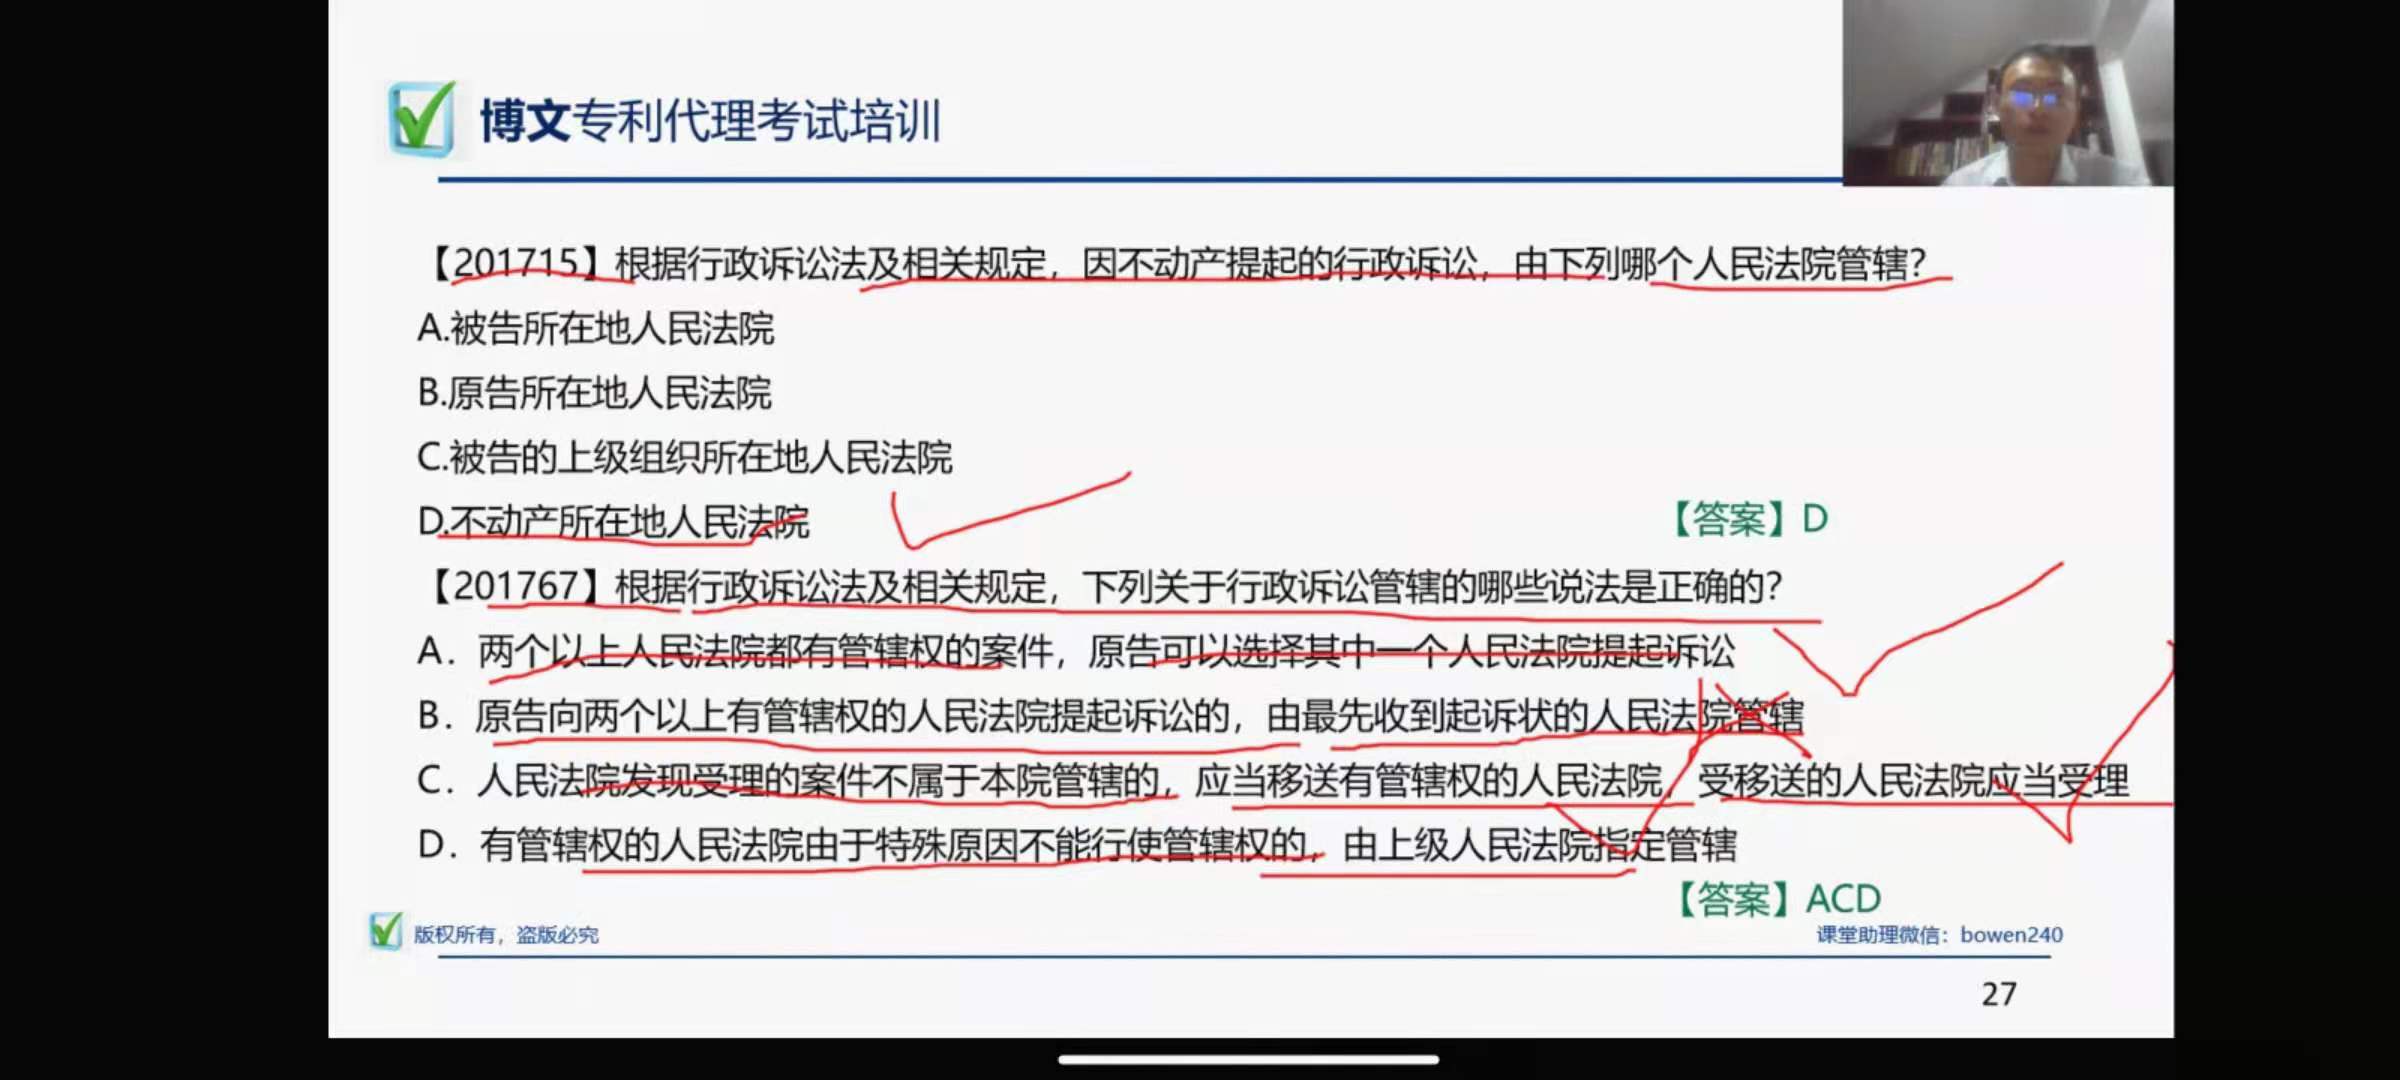 博文专利代理考试培训
【201715】根据行政诉讼法及相关规定，因不动产提起的行政诉讼，由下列哪个人民法院管辖？
A.被告所在地人民法院
B.原告所在地人民法院
C.被告的上级组织所在地人民法院
D.不动产所在地人民法院
【答案】D
【201767】根据行政诉讼法及相关规定，下列关于行政诉讼管辖的哪些说法是正确的？
A．两个以上人民法院都有管辖权的案件，原告可以选择其中一个人民法院提起诉讼
B．原告向两个以上有管辖权的人民法院提起诉讼的，由最先收到起诉状的人民法院管辖
C．人民法院发现受理的案件不属于本院管辖的，应当移送有管辖权的人民法院，受移送的人民法院应当受理
D．有管辖权的人民法院由于特殊原因不能行使管辖权的，由上级人民法院指定管辖
【答案】ACD
版权所有，盗版必究
课堂助理微信：bowen240
27